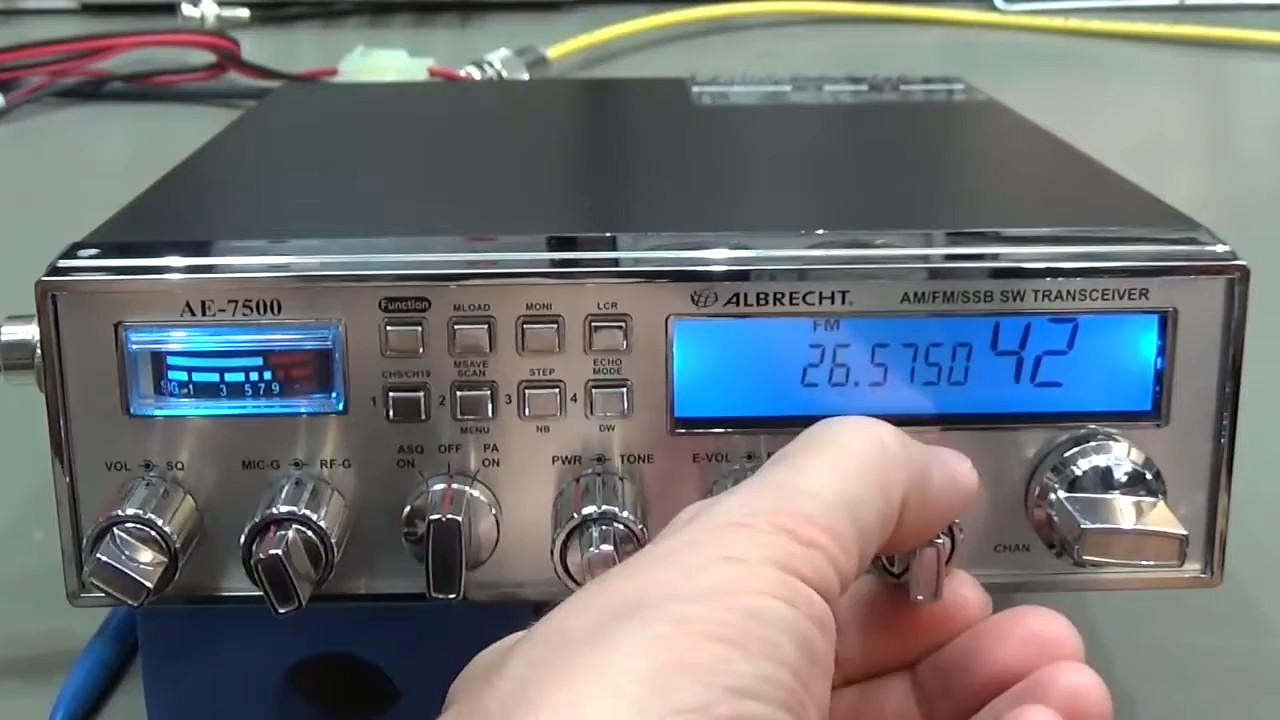 AE-7500
Function
MLOAD
MONI
LCR
ALBRECHT®
AM/FM/SSB SW TRANSCEIVER
FM
26.5750 42
SIG 1 3 5 7 9
CH9/CH19
MSAVE
SCAN
STEP
ECHO
MODE
1
2
3
4
MENU
NB
DW
VOL SQ
MIC-G RF-G
ASQ
ON
OFF
PA
ON
PWR TONE
E-VOL
CHAN